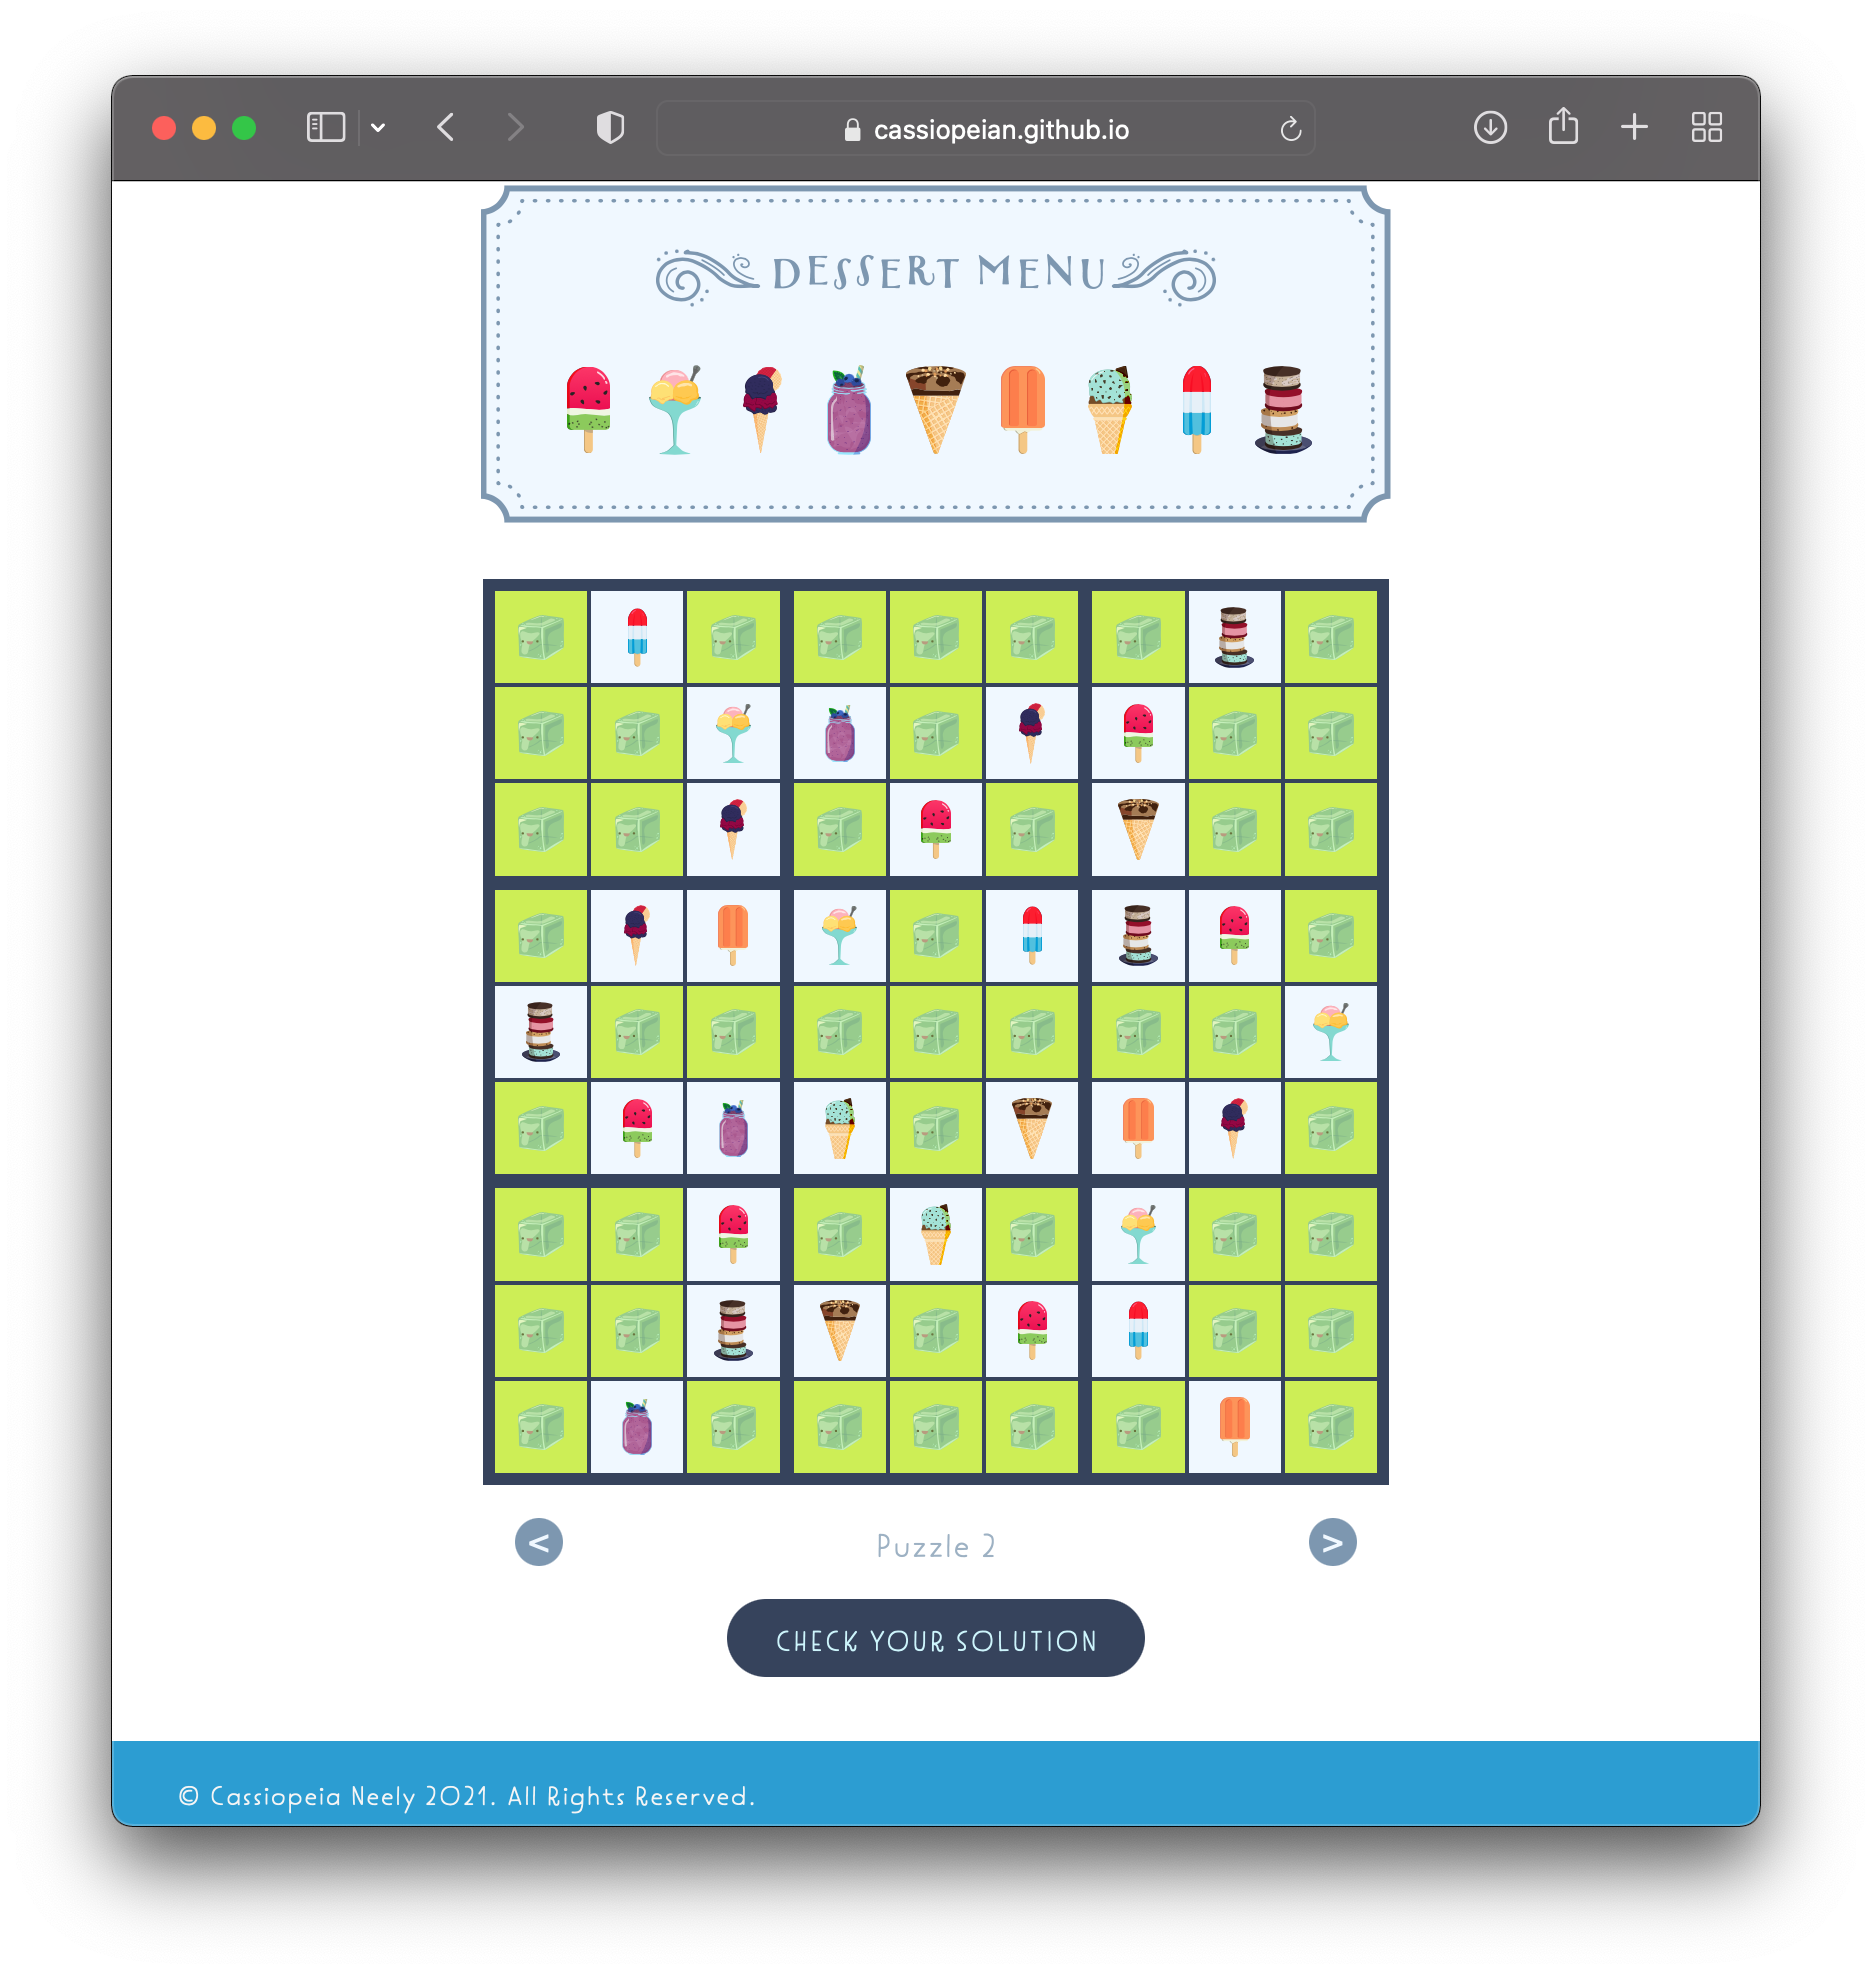 cassiopeian.github.io
DESSERT MENU
<
Puzzle 2
>
CHECK YOUR SOLUTION
© Cassiopeia Neely 2021. All Rights Reserved.